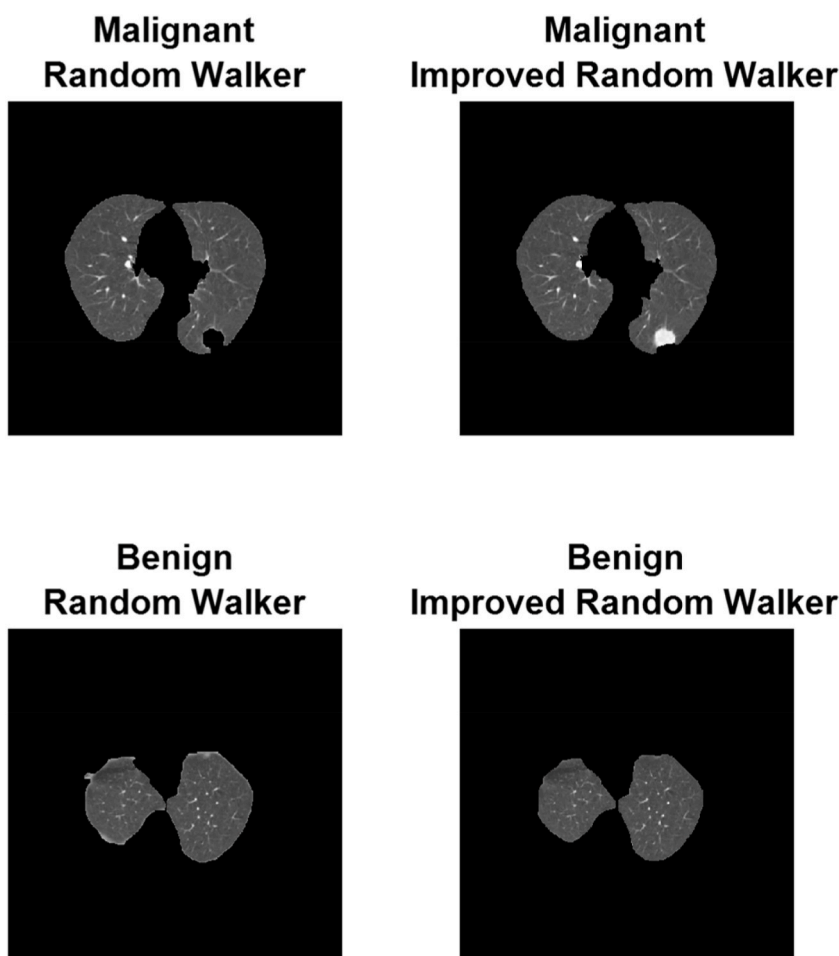 Malignant
Random Walker
Malignant
Improved Random Walker
Benign
Random Walker
Benign
Improved Random Walker